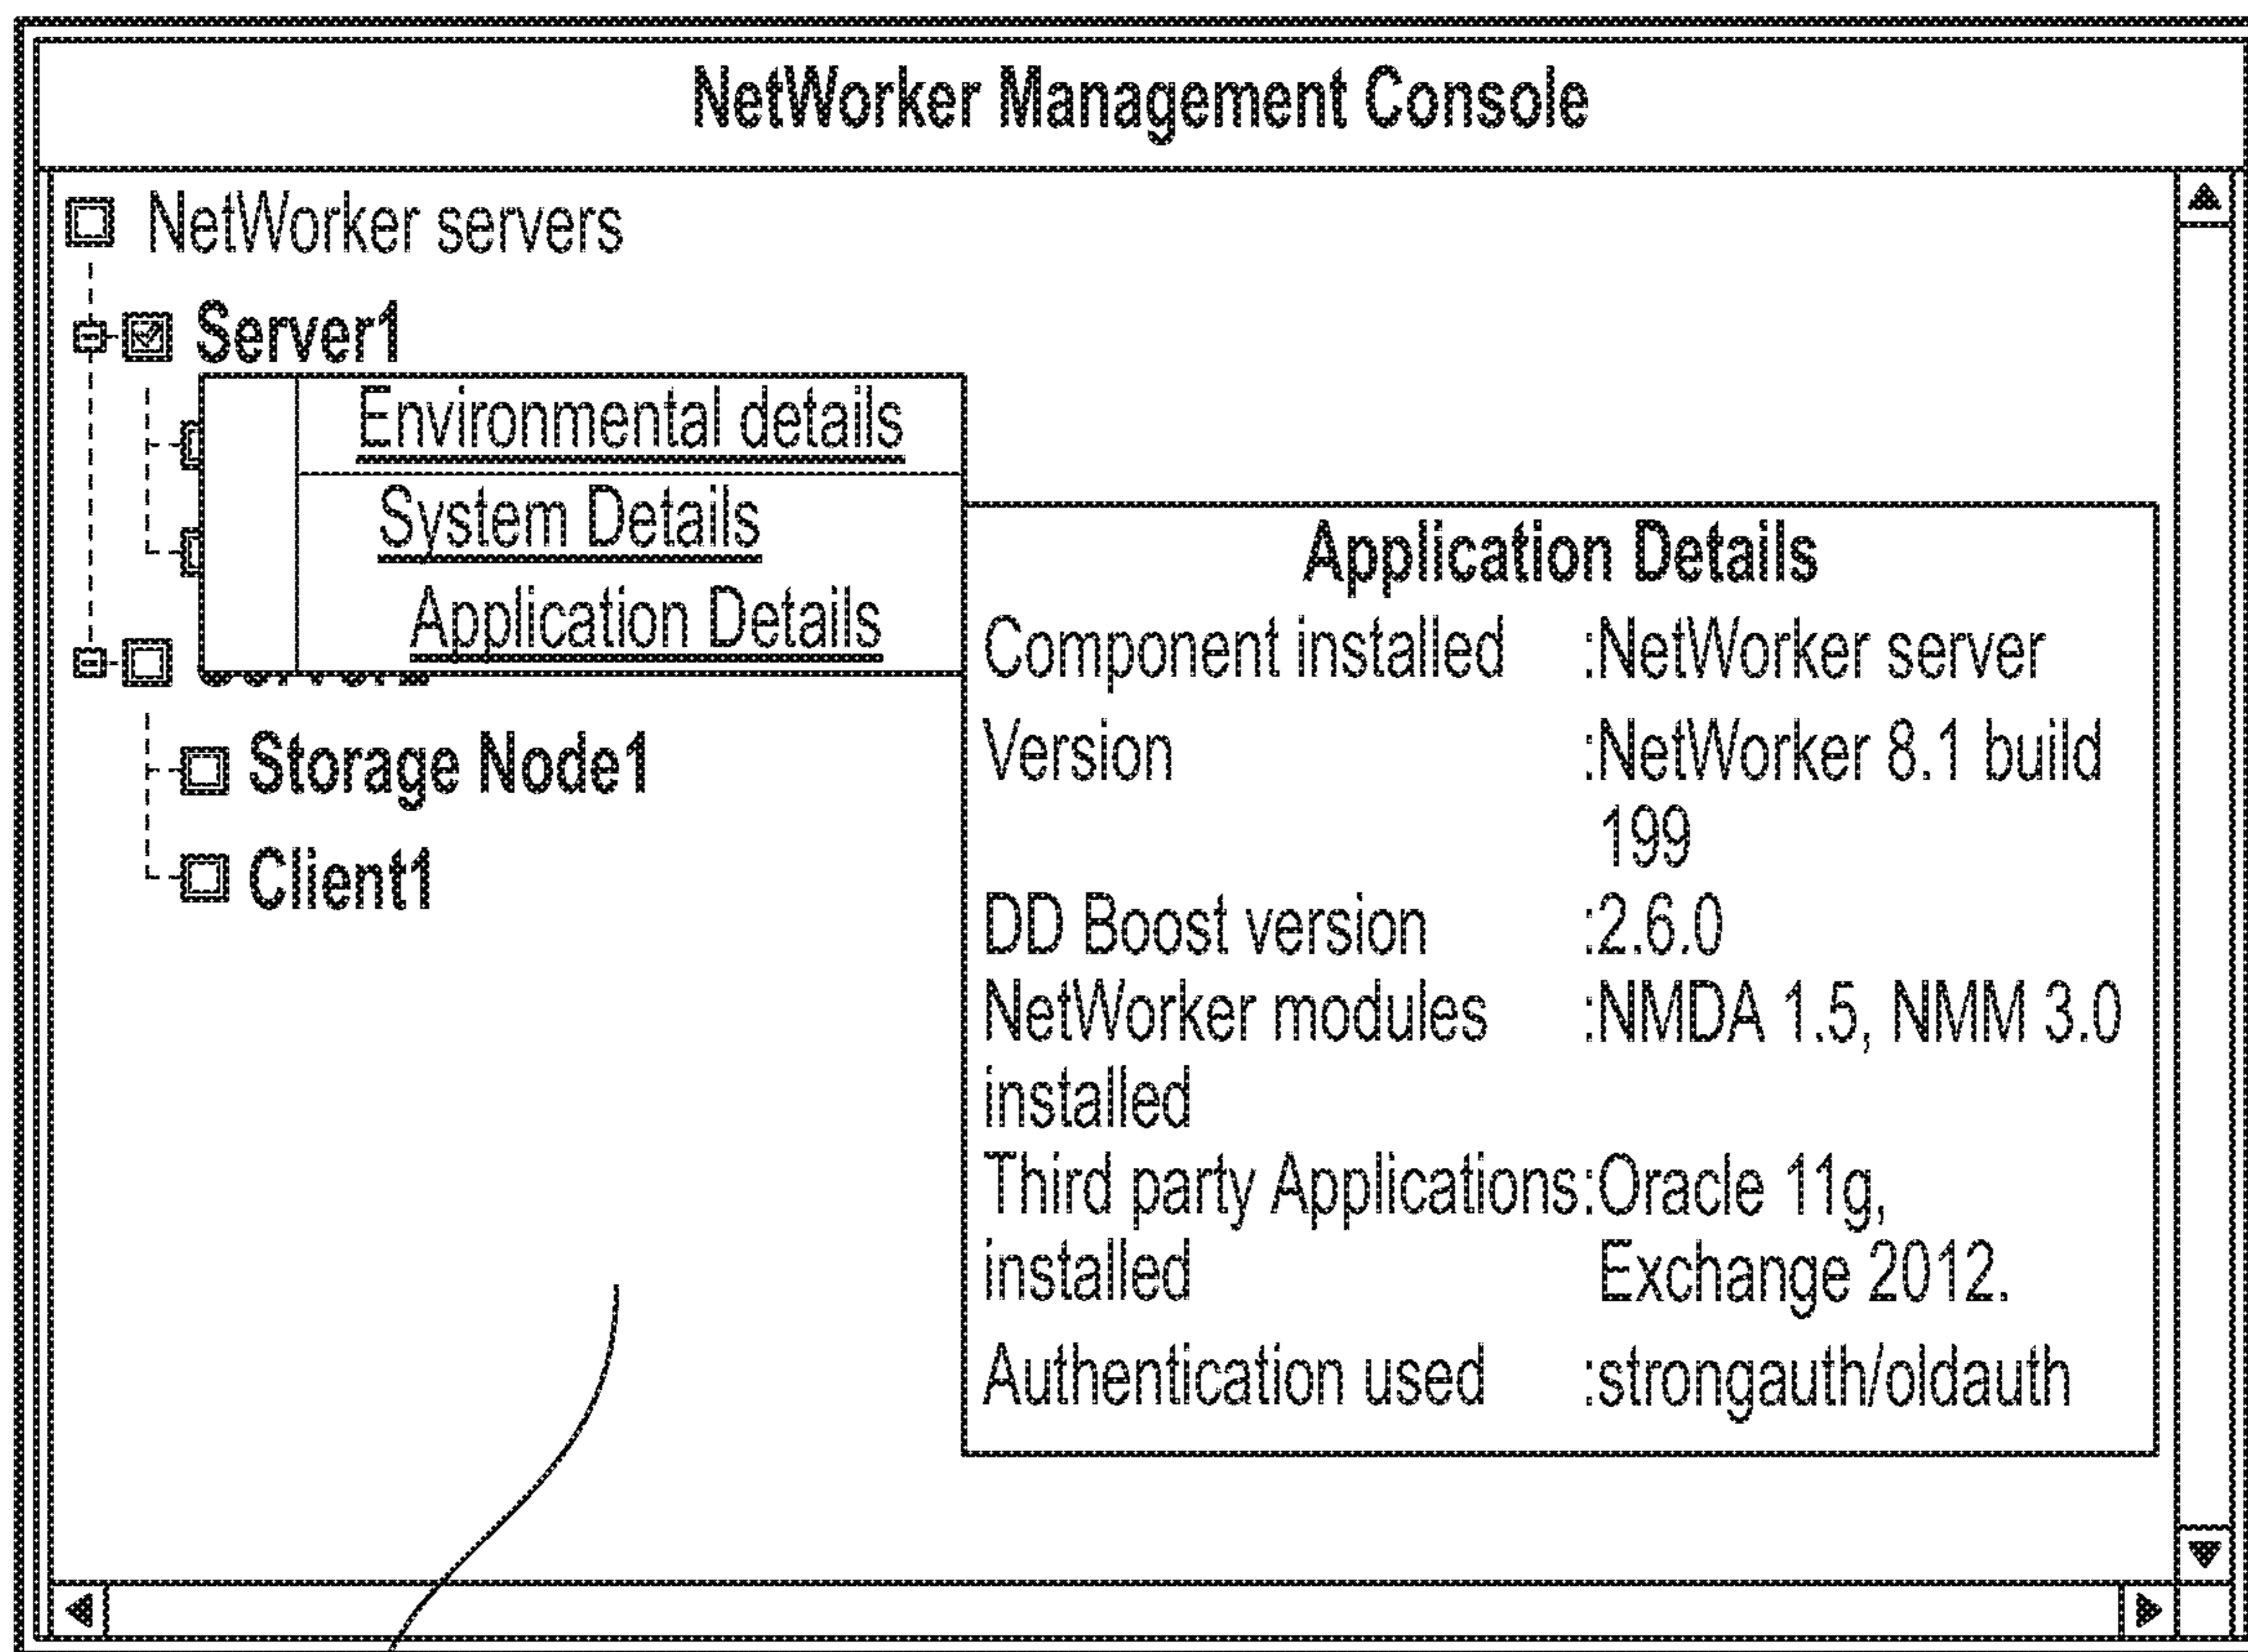 NetWorker Management Console
NetWorker servers
Server1
Environmental details
System Details
Application Details
Storage Node1
Client1
Application Details
Component installed :NetWorker server
Version :NetWorker 8.1 build
199
DD Boost version :2.6.0
NetWorker modules :NMDA 1.5, NMM 3.0
installed
Third party Applications:Oracle 11g,
installed Exchange 2012.
Authentication used :strongauth/oldauth